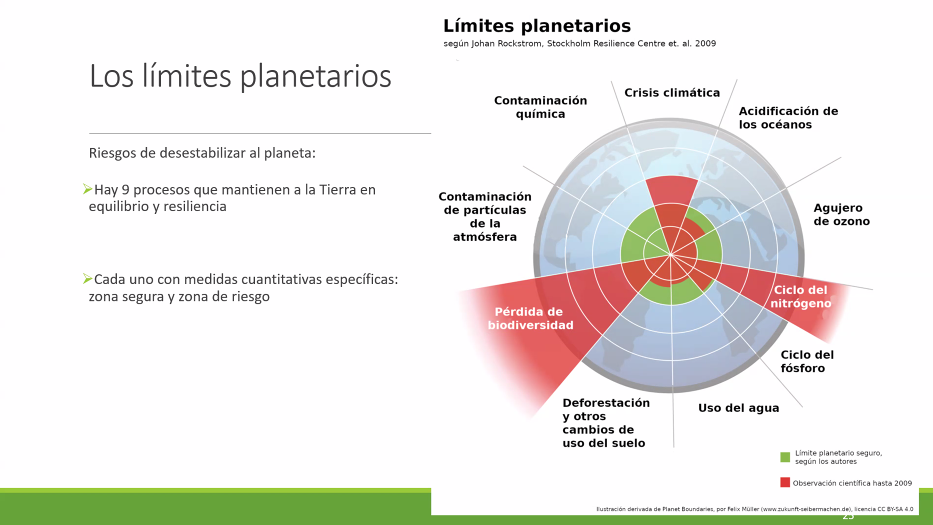 Los límites planetarios
Riesgos de desestabilizar al planeta:
Hay 9 procesos que mantienen a la Tierra en
equilibrio y resiliencia
Cada uno con medidas cuantitativas específicas:
zona segura y zona de riesgo
Límites planetarios
según Johan Rockstrom, Stockholm Resilience Centre et. al. 2009
Crisis climática
Contaminación
química
Acidificación de
los océanos
Contaminación
de partículas
de la
atmósfera
Agujero
de ozono
Ciclo del
nitrógeno
Pérdida de
biodiversidad
Ciclo del
fósforo
Deforestación
y otros
cambios de
uso del suelo
Uso del agua
Límite planetario seguro,
según los autores
Observación científica hasta 2009
Ilustración derivada de Planet Boundaries, por Felix Müller (www.zukunft-selbermachen.de), licencia CC BY-SA 4.0